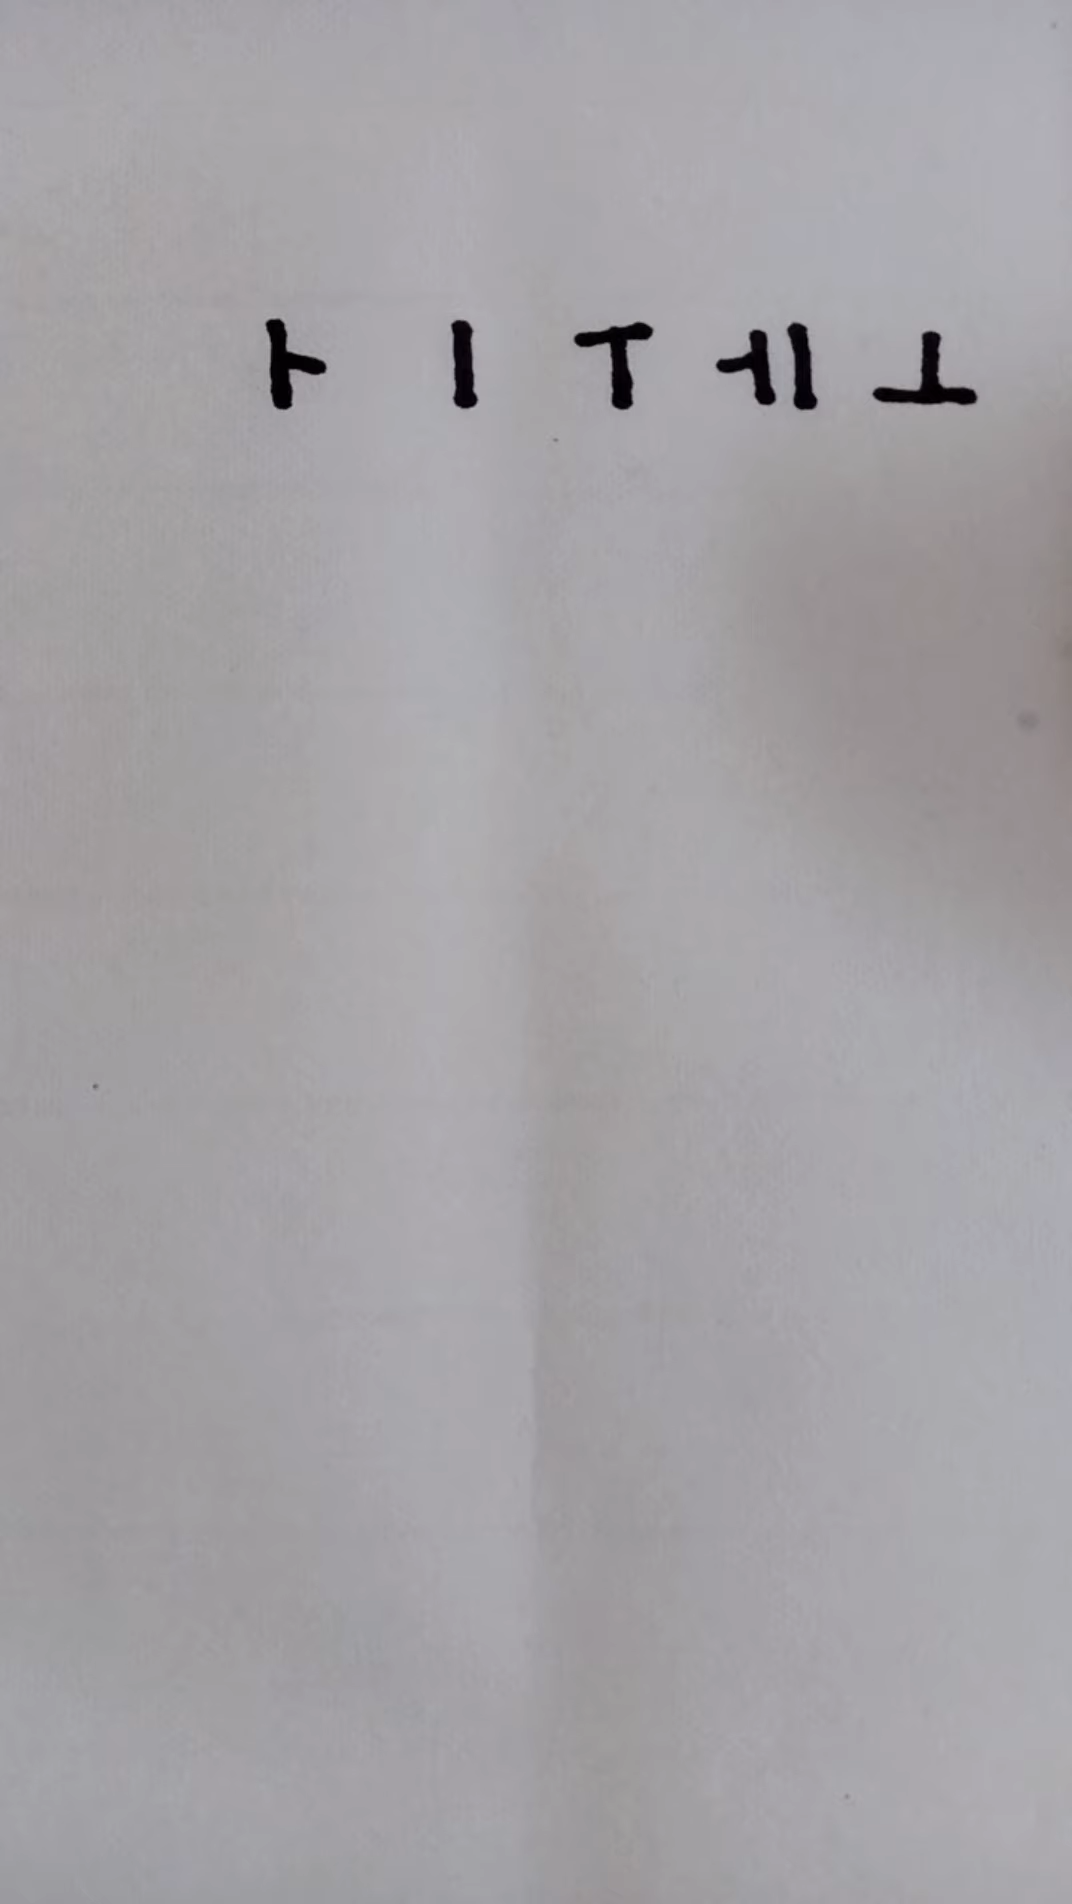 ㅏ ㅣ ㅜ ㅔ ㅗ